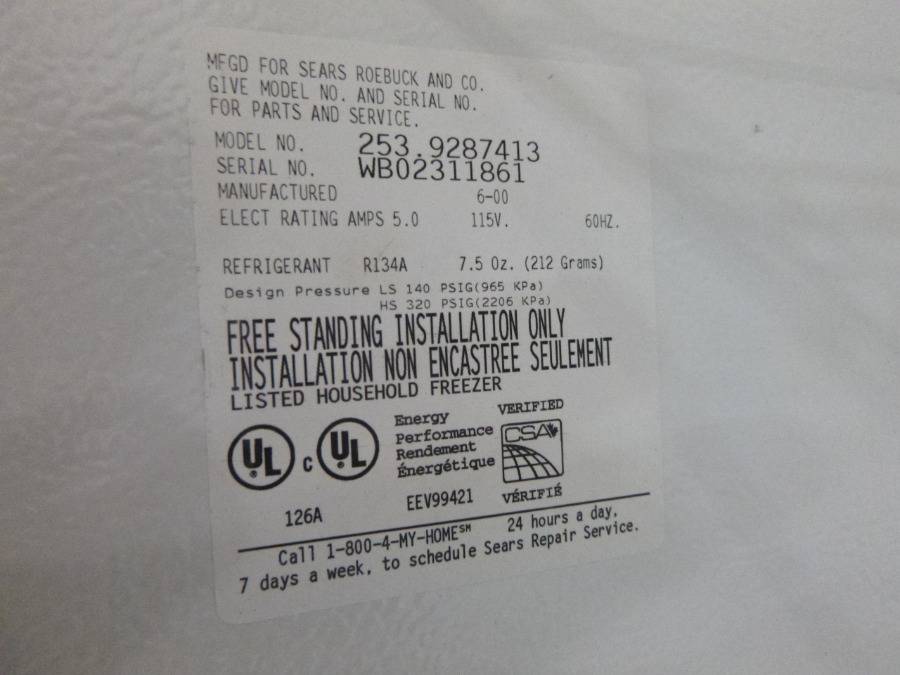 MFGD FOR SEARS ROEBUCK AND CO.
GIVE MODEL NO. AND SERIAL NO.
FOR PARTS AND SERVICE.
MODEL NO. 253.9287413
SERIAL NO. WB02311861
MANUFACTURED 6-00
ELECT RATING AMPS 5.0 115V. 60HZ.
REFRIGERANT R134A 7.5 Oz. (212 Grams)
Design Pressure LS 140 PSIG(965 KPa)
HS 320 PSIG(2206 KPa)
FREE STANDING INSTALLATION ONLY
INSTALLATION NON ENCASTREE SEULEMENT
LISTED HOUSEHOLD FREEZER
UL
c UL
Energy
Performance
Rendement
Énergétique
VERIFIED
CSA
VÉRIFIÉ
126A
EEV99421
Call 1-800-4-MY-HOME℠ 24 hours a day,
7 days a week, to schedule Sears Repair Service.